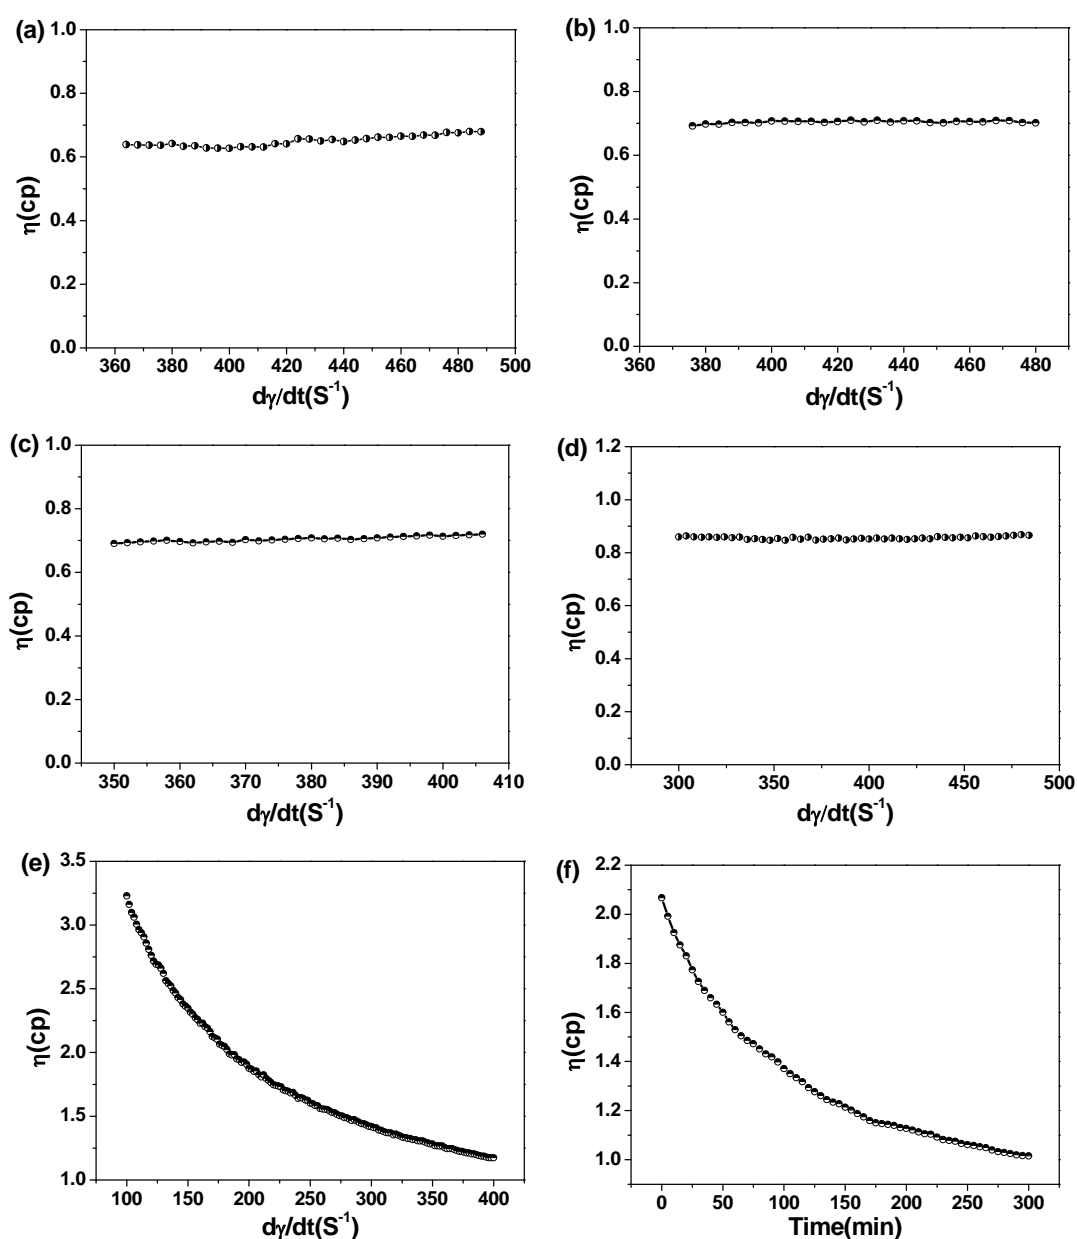 (a)
1.0
0.8
0.6
0.4
0.2
0.0
η(cp)
360 380 400 420 440 460 480 500
dγ/dt(S⁻¹)
(b)
1.0
0.8
0.6
0.4
0.2
0.0
η(cp)
360 380 400 420 440 460 480
dγ/dt(S⁻¹)
(c)
1.0
0.8
0.6
0.4
0.2
0.0
η(cp)
350 360 370 380 390 400 410
dγ/dt(S⁻¹)
(d)
1.2
1.0
0.8
0.6
0.4
0.2
0.0
η(cp)
300 350 400 450 500
dγ/dt(S⁻¹)
(e)
3.5
3.0
2.5
2.0
1.5
1.0
η(cp)
100 150 200 250 300 350 400
dγ/dt(S⁻¹)
(f)
2.2
2.0
1.8
1.6
1.4
1.2
1.0
η(cp)
0 50 100 150 200 250 300
Time(min)